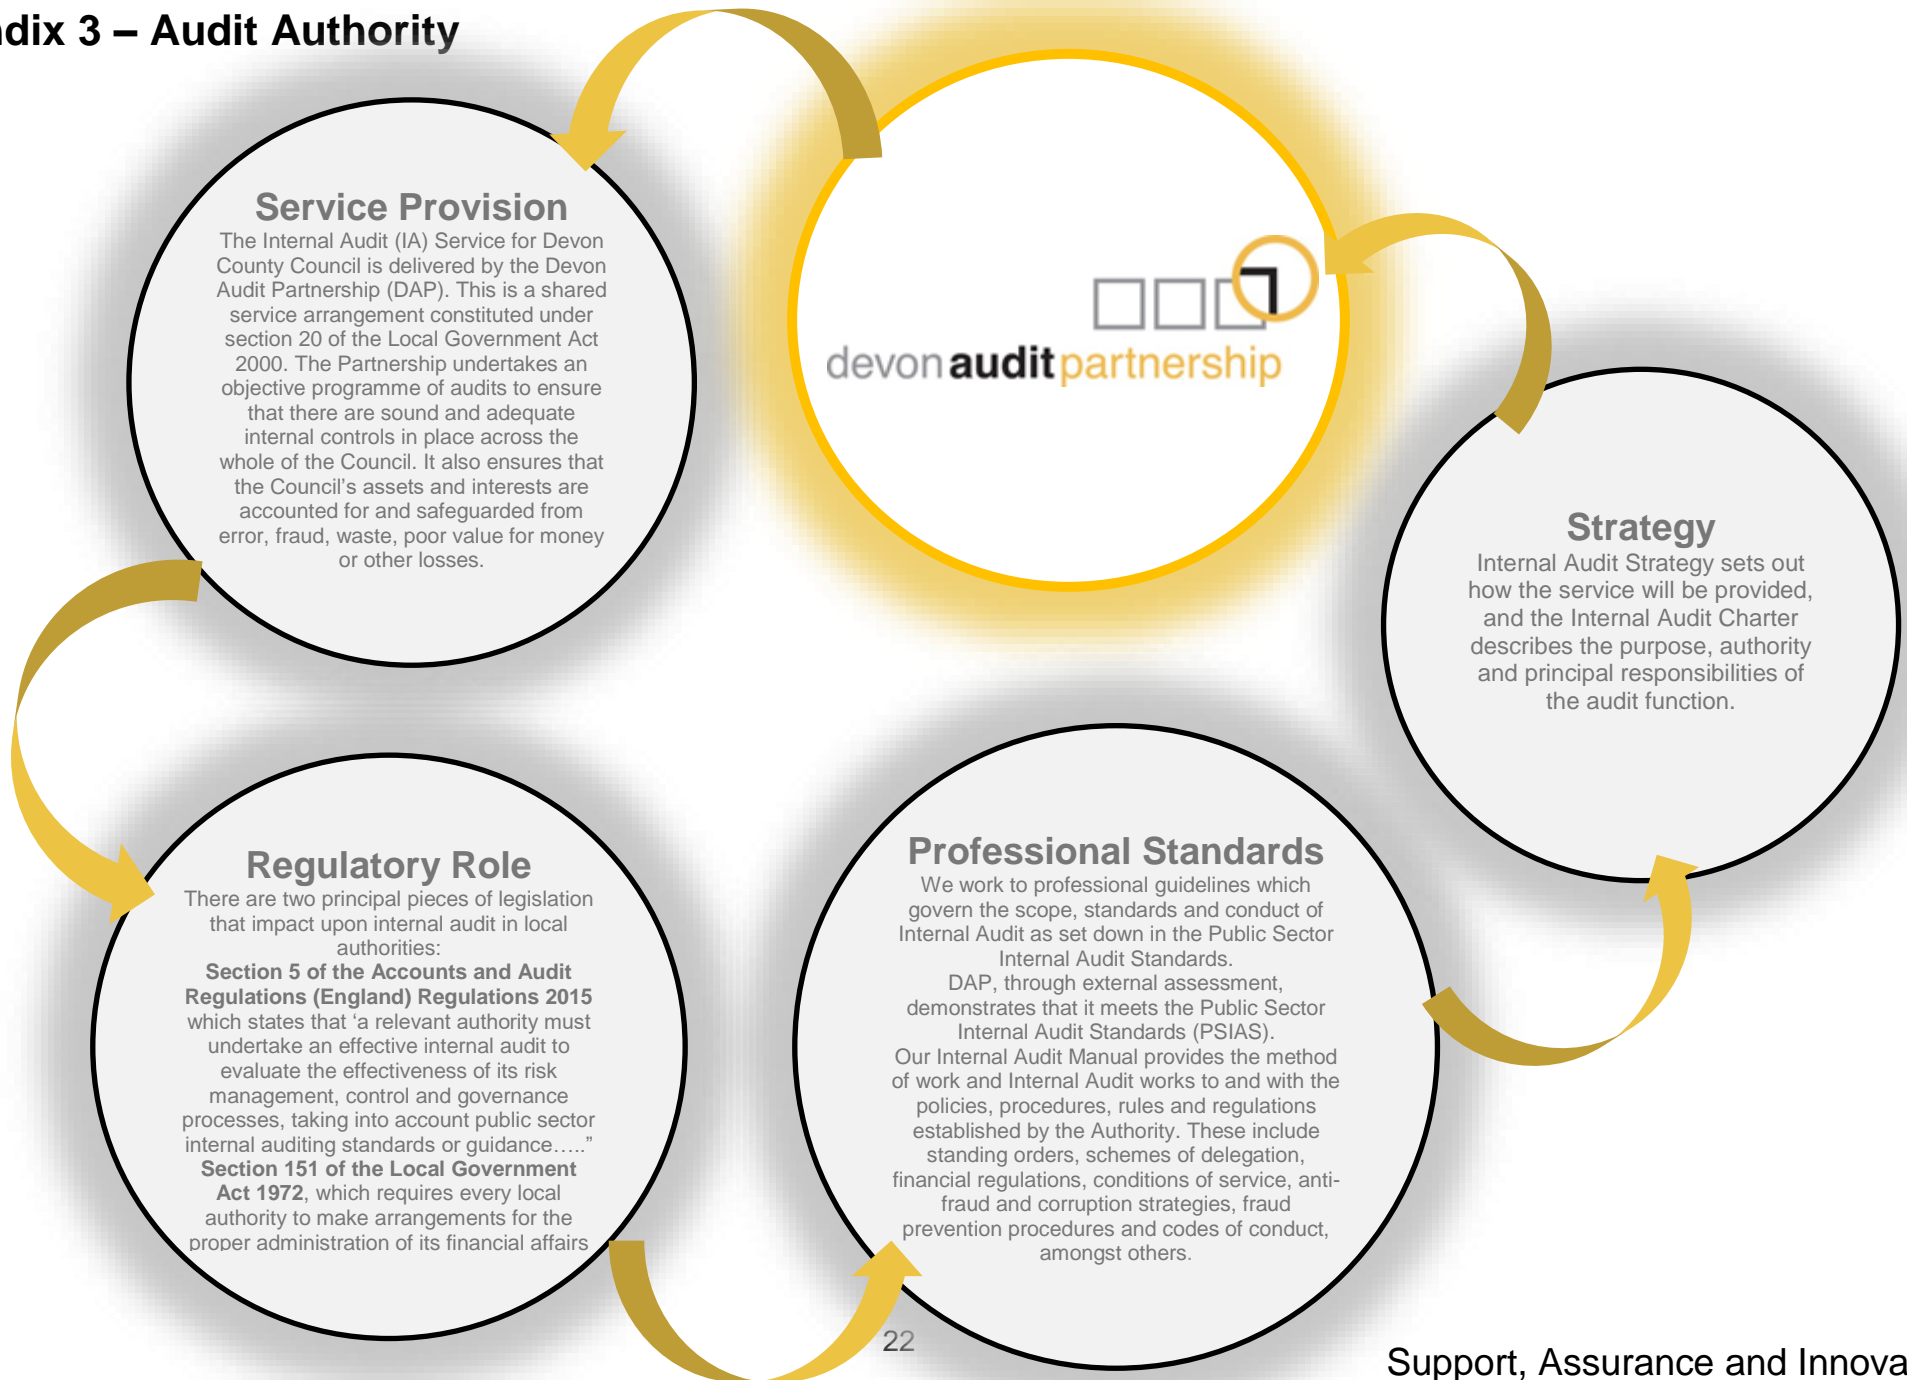 ndix 3 – Audit Authority
Service Provision
The Internal Audit (IA) Service for Devon
County Council is delivered by the Devon
Audit Partnership (DAP). This is a shared
service arrangement constituted under
section 20 of the Local Government Act
2000. The Partnership undertakes an
objective programme of audits to ensure
that there are sound and adequate
internal controls in place across the
whole of the Council. It also ensures that
the Council’s assets and interests are
accounted for and safeguarded from
error, fraud, waste, poor value for money
or other losses.
devonauditpartnership
Strategy
Internal Audit Strategy sets out
how the service will be provided,
and the Internal Audit Charter
describes the purpose, authority
and principal responsibilities of
the audit function.
Regulatory Role
There are two principal pieces of legislation
that impact upon internal audit in local
authorities:
Section 5 of the Accounts and Audit
Regulations (England) Regulations 2015
which states that ‘a relevant authority must
undertake an effective internal audit to
evaluate the effectiveness of its risk
management, control and governance
processes, taking into account public sector
internal auditing standards or guidance…..”
Section 151 of the Local Government
Act 1972, which requires every local
authority to make arrangements for the
proper administration of its financial affairs
Professional Standards
We work to professional guidelines which
govern the scope, standards and conduct of
Internal Audit as set down in the Public Sector
Internal Audit Standards.
DAP, through external assessment,
demonstrates that it meets the Public Sector
Internal Audit Standards (PSIAS).
Our Internal Audit Manual provides the method
of work and Internal Audit works to and with the
policies, procedures, rules and regulations
established by the Authority. These include
standing orders, schemes of delegation,
financial regulations, conditions of service, anti-
fraud and corruption strategies, fraud
prevention procedures and codes of conduct,
amongst others.
22
Support, Assurance and Innova